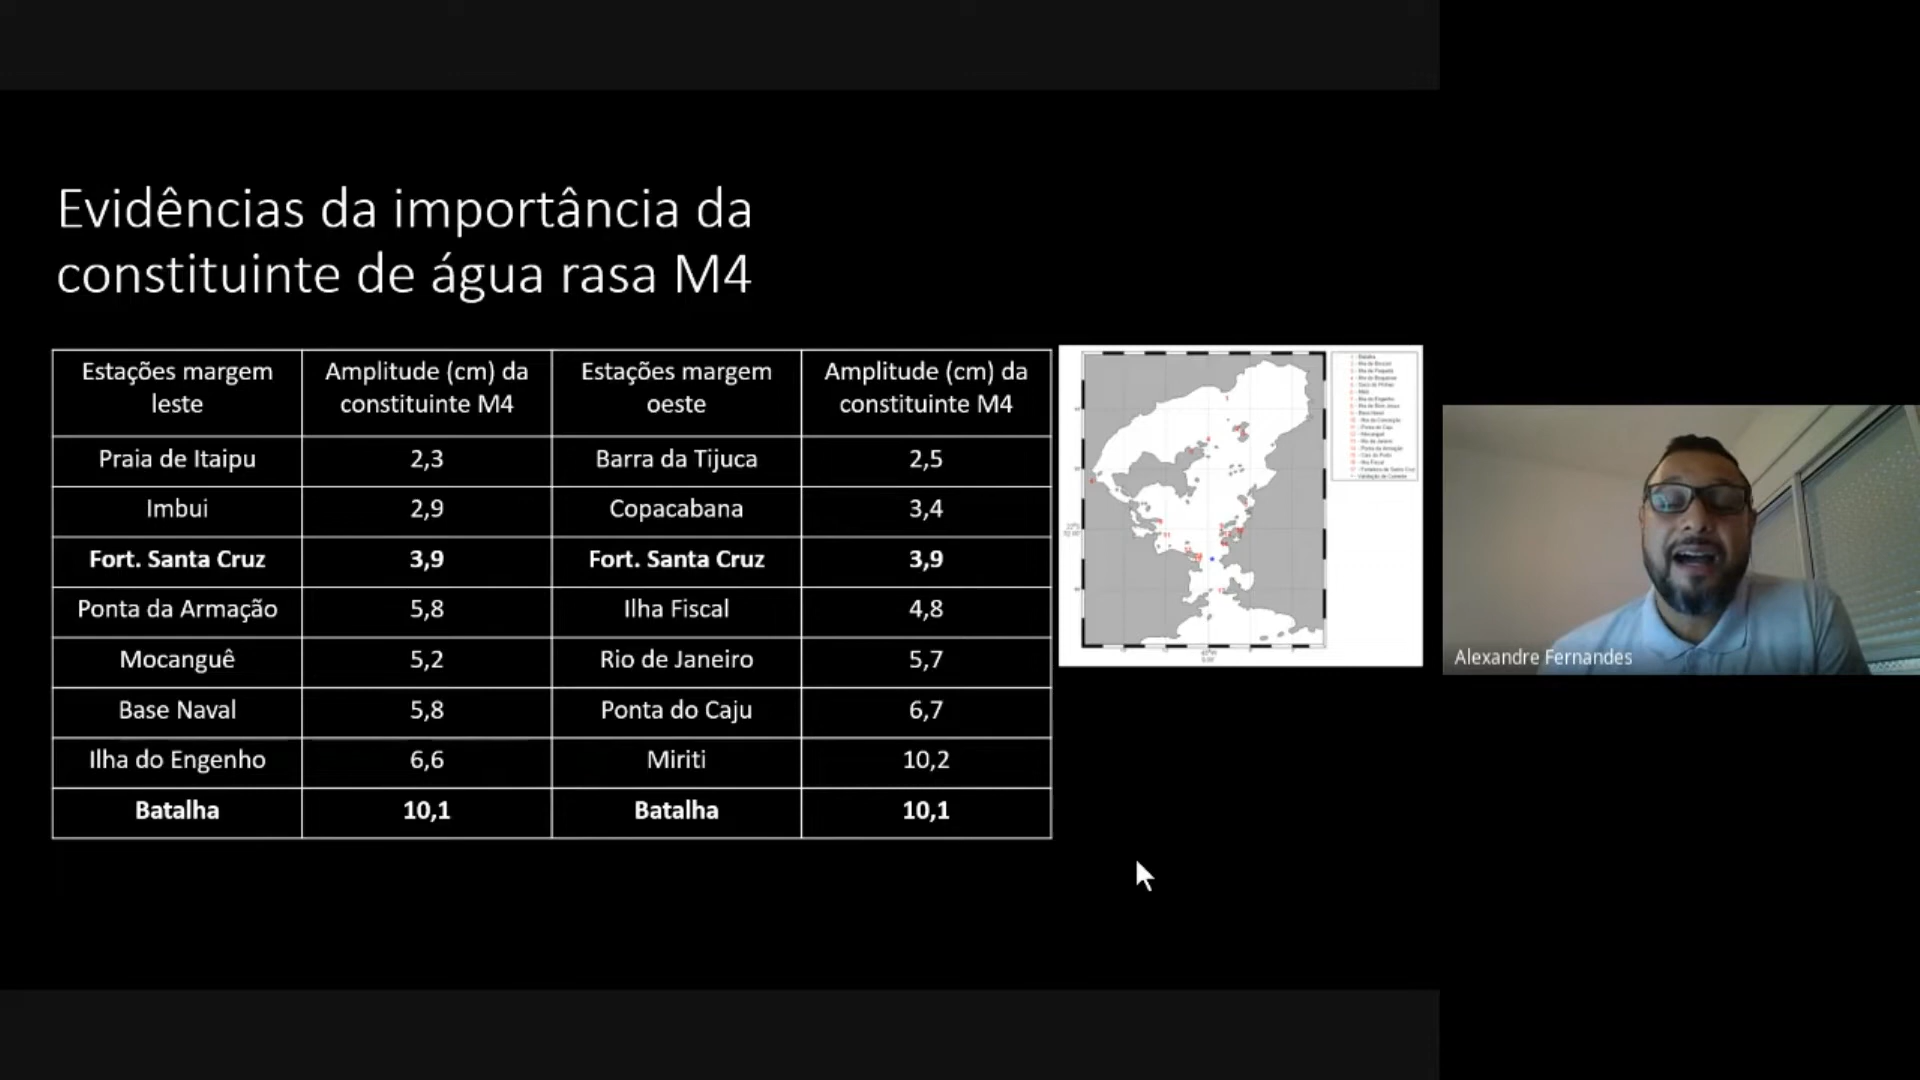 Evidências da importância da
constituinte de água rasa M4
Estações margem leste
Amplitude (cm) da constituinte M4
Estações margem oeste
Amplitude (cm) da constituinte M4
Praia de Itaipu 2,3 Barra da Tijuca 2,5
Imbui 2,9 Copacabana 3,4
Fort. Santa Cruz 3,9 Fort. Santa Cruz 3,9
Ponta da Armação 5,8 Ilha Fiscal 4,8
Mocanguê 5,2 Rio de Janeiro 5,7
Base Naval 5,8 Ponta do Caju 6,7
Ilha do Engenho 6,6 Miriti 10,2
Batalha 10,1 Batalha 10,1
Alexandre Fernandes